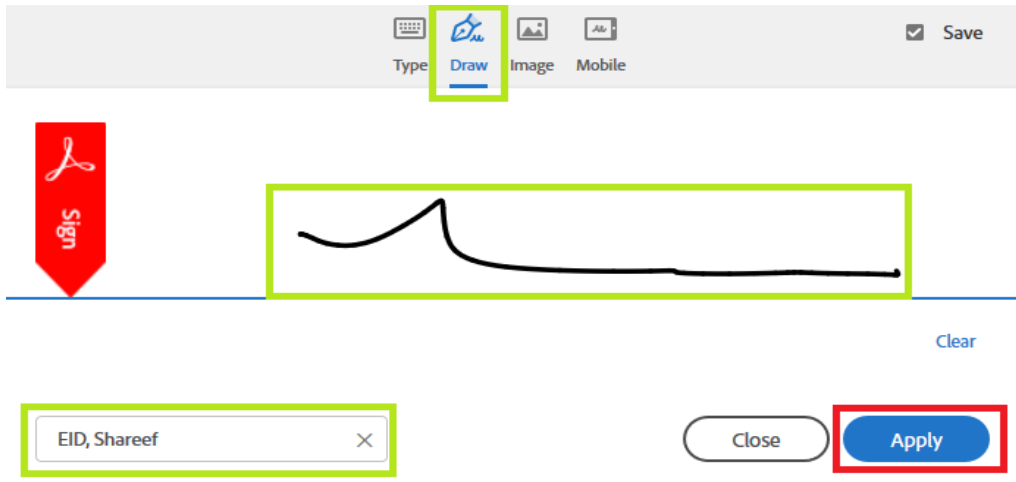 Type Draw Image Mobile Save
Sign
Clear
EID, Shareef Close Apply